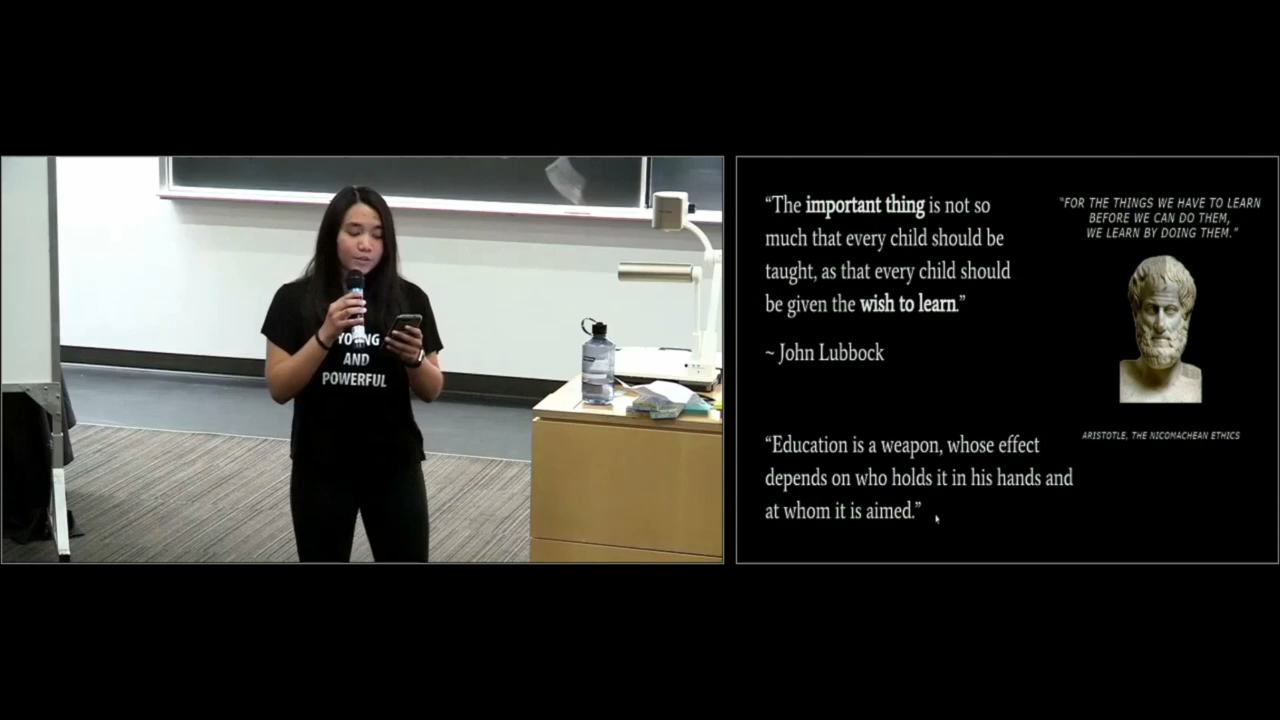 YOUNG
AND
POWERFUL
“The important thing is not so
much that every child should be
taught, as that every child should
be given the wish to learn.”
~ John Lubbock
“Education is a weapon, whose effect
depends on who holds it in his hands and
at whom it is aimed.”
“FOR THE THINGS WE HAVE TO LEARN
BEFORE WE CAN DO THEM,
WE LEARN BY DOING THEM.”
ARISTOTLE, THE NICOMACHEAN ETHICS